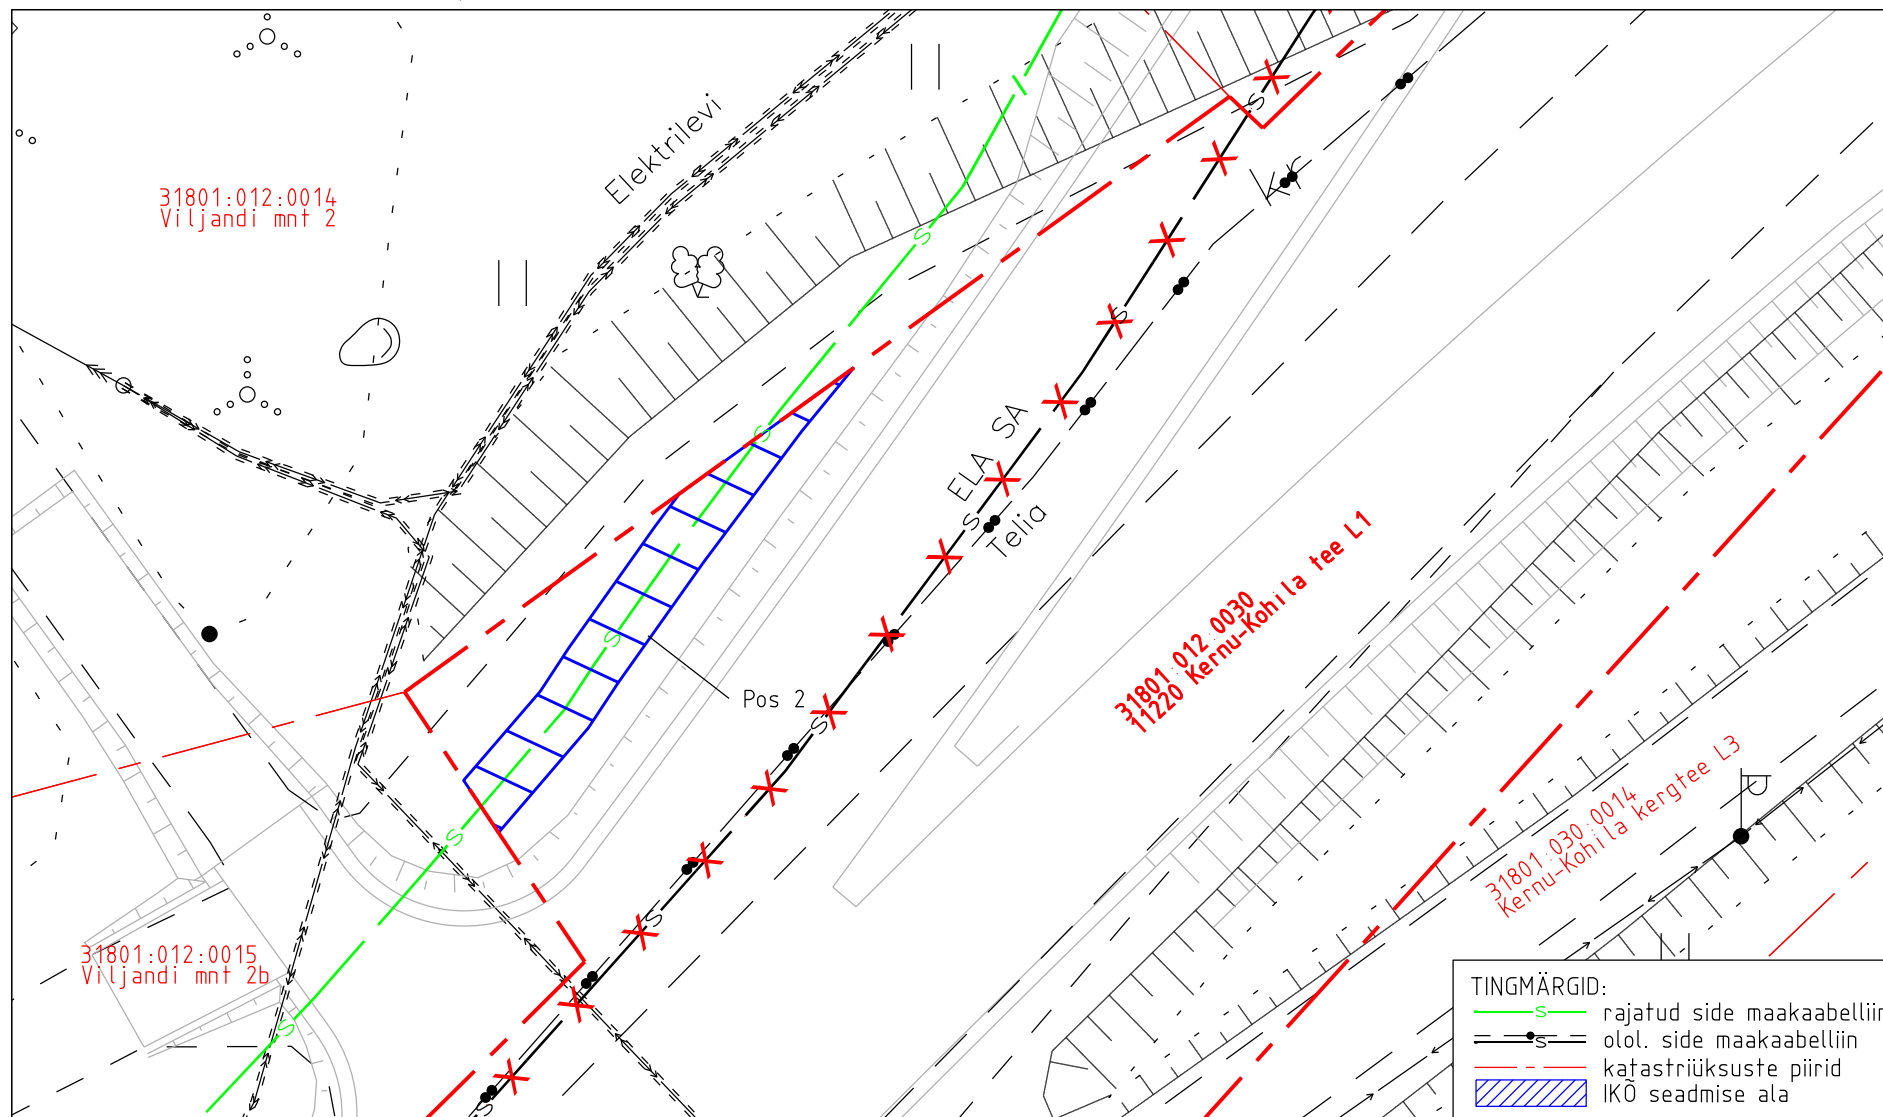 31801:012:0014
Viljandi mnt 2
Elektrilevi
Kr
ELA SA
Telia
31801:012:0030
11220 Kernu-Kohila tee L1
Pos 2
31801:030:0014
Kernu-Kohila kergtee L3
P
31801:012:0015
Viljandi mnt 2b
TINGMÄRGID:
S rajatud side maakaabelliin
S olol. side maakaabelliin
katastriüksuste piirid
IKÕ seadmise ala